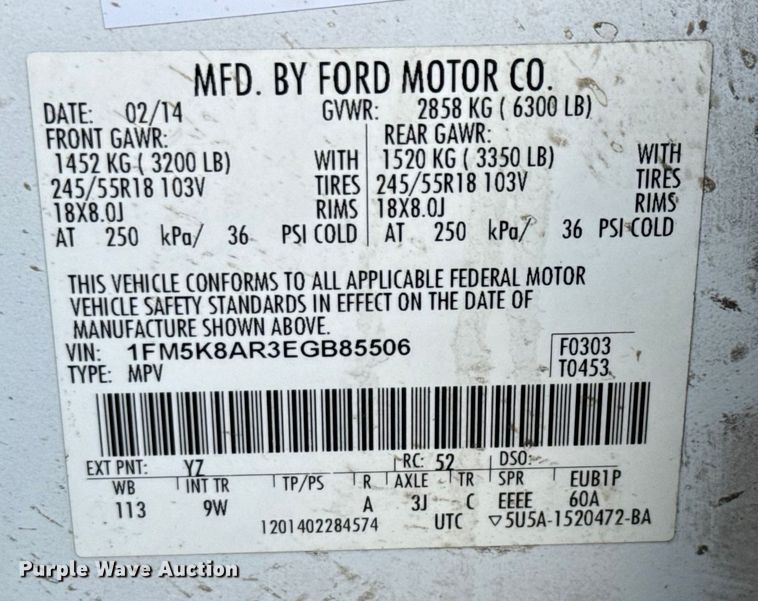 MFD. BY FORD MOTOR CO.
DATE: 02/14 GVWR: 2858 KG ( 6300 LB)
FRONT GAWR: REAR GAWR:
1452 KG ( 3200 LB) WITH 1520 KG ( 3350 LB) WITH
245/55R18 103V TIRES 245/55R18 103V TIRES
18X8.0J RIMS 18X8.0J RIMS
AT 250 kPa/ 36 PSI COLD AT 250 kPa/ 36 PSI COLD
THIS VEHICLE CONFORMS TO ALL APPLICABLE FEDERAL MOTOR
VEHICLE SAFETY STANDARDS IN EFFECT ON THE DATE OF
MANUFACTURE SHOWN ABOVE.
VIN: 1FM5K8AR3EGB85506 F0303
TYPE: MPV T0453
EXT PNT: YZ RC: 52 DSO:
WB INT TR TP/PS R AXLE TR SPR EUB1P
113 9W A 3J C EEEE 60A
1201402284574 UTC ▽5U5A-1520472-BA
Purple Wave Auction